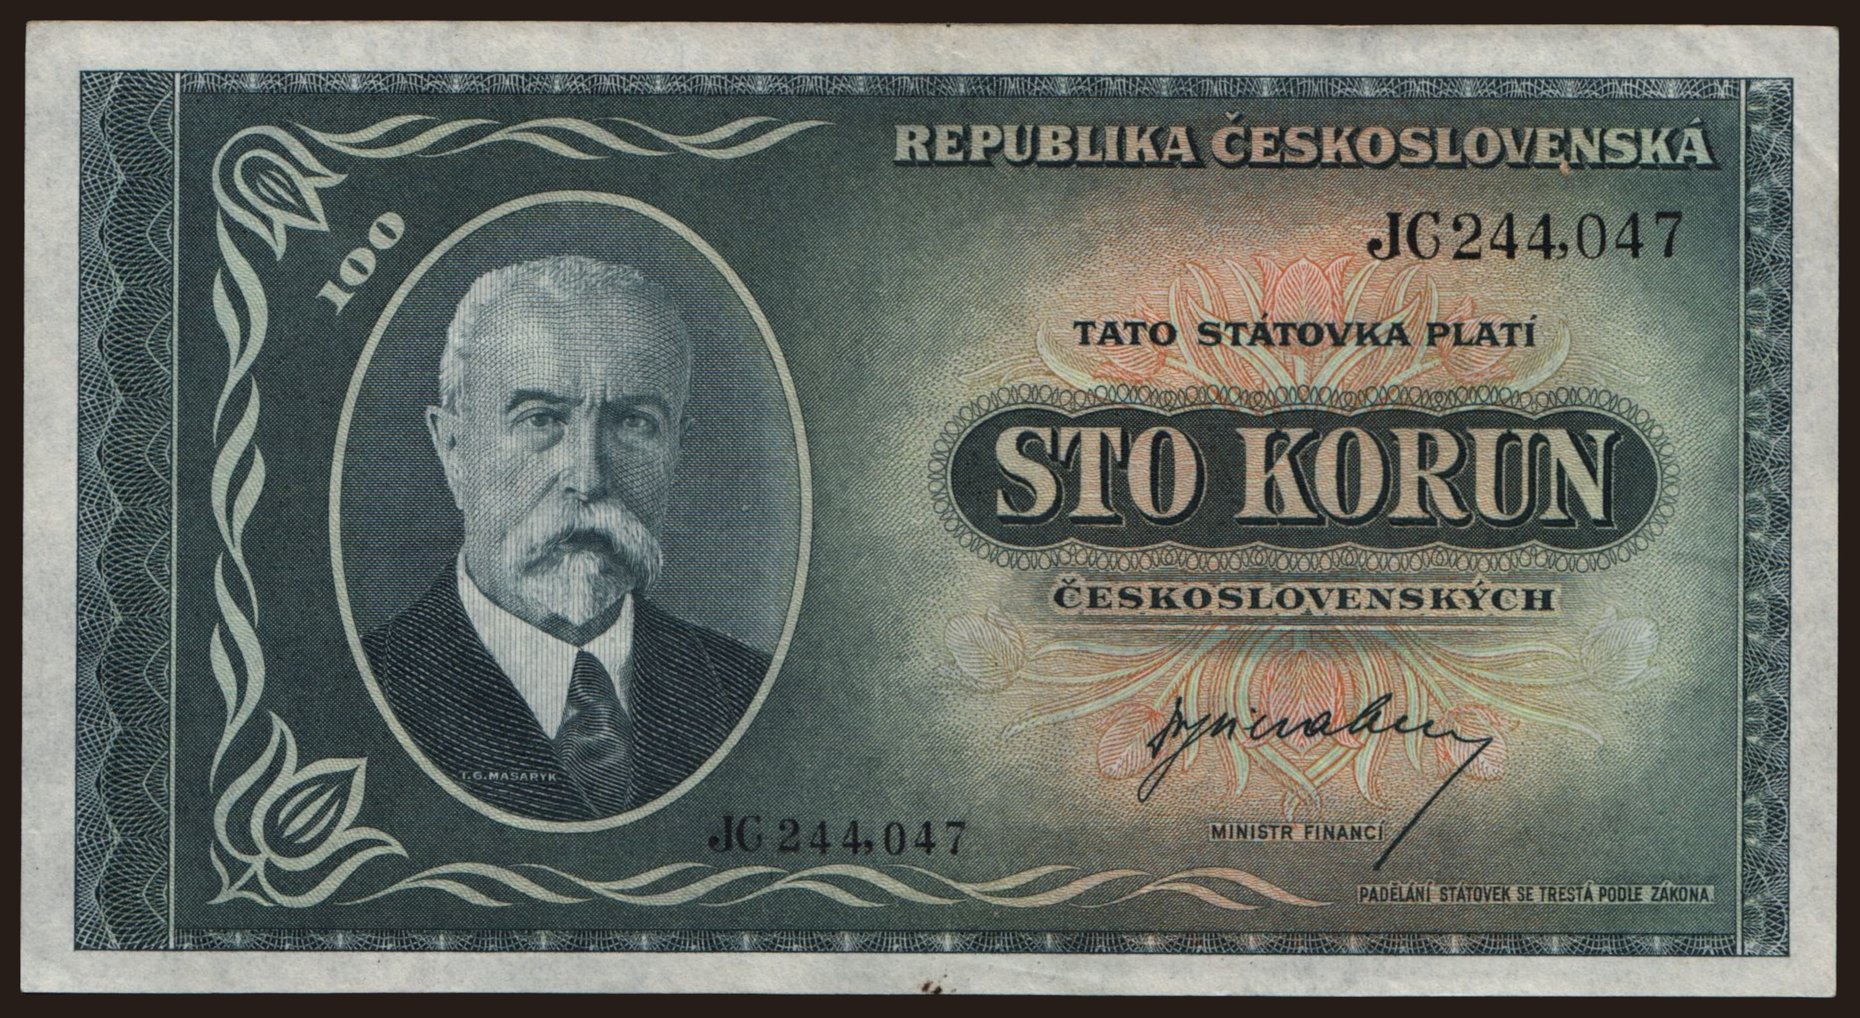 REPUBLIKA ČESKOSLOVENSKÁ
100
JC 244,047
TATO STÁTOVKA PLATÍ
STO KORUN
ČESKOSLOVENSKÝCH
T.G. MASARYK
JC 244,047
MINISTR FINANCÍ
PADĚLÁNÍ STÁTOVEK SE TRESTÁ PODLE ZÁKONA.